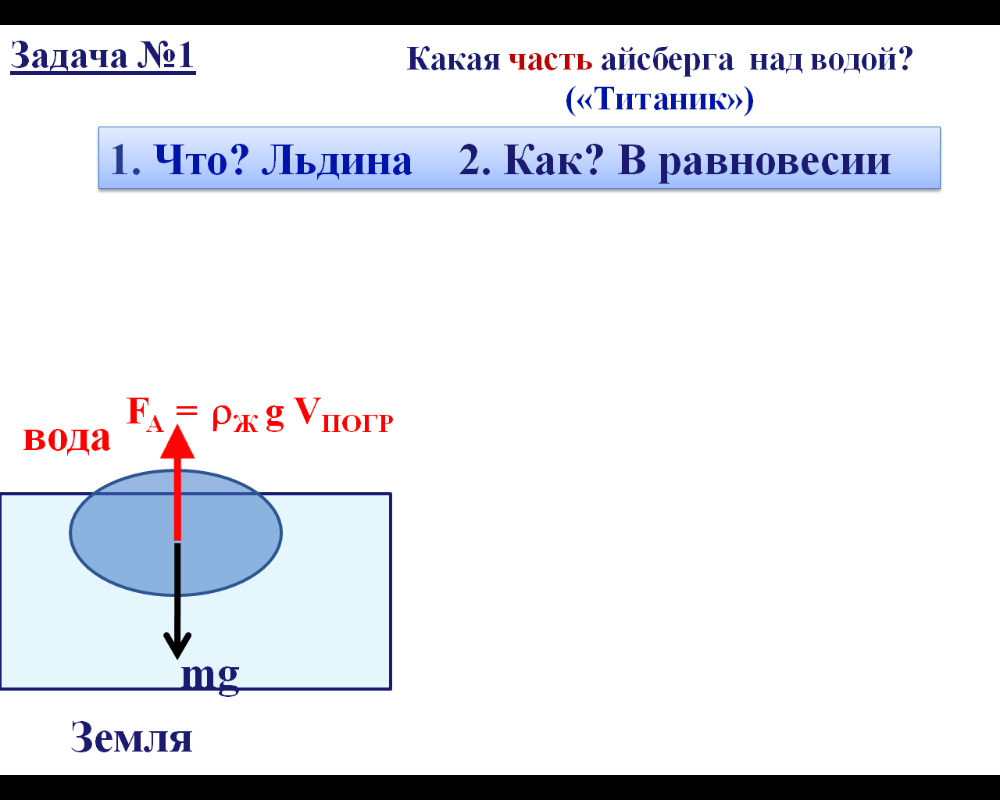 Задача №1
Какая часть айсберга над водой?
(«Титаник»)
1. Что? Льдина 2. Как? В равновесии
FА = ρЖ g VПОГР
вода
mg
Земля